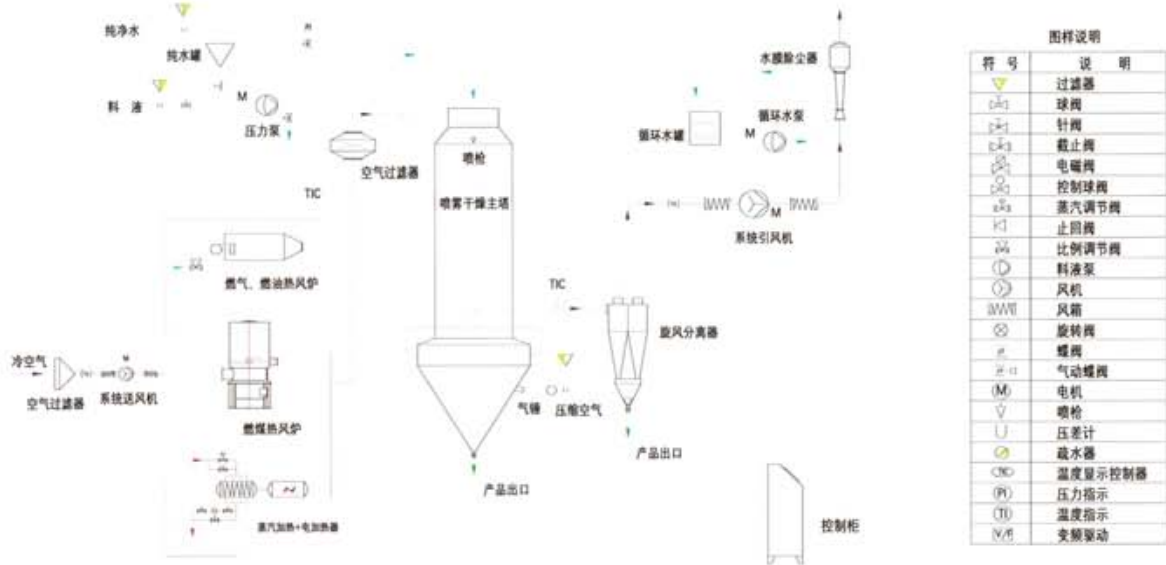 纯净水
纯水罐
料 液
M
压力泵
空气过滤器
TIC
喷枪
喷雾干燥主塔
燃气、燃油热风炉
冷空气
空气过滤器
M
系统送风机
燃煤热风炉
蒸汽加热+电加热器
产品出口
气锤
压缩空气
TIC
旋风分离器
产品出口
水膜除尘器
循环水罐
M
循环水泵
M
系统引风机
控制柜
图样说明
符 号 说 明
过滤器
球阀
针阀
截止阀
电磁阀
控制球阀
蒸汽调节阀
止回阀
比例调节阀
料液泵
风机
风箱
旋转阀
蝶阀
气动蝶阀
M 电机
喷枪
压差计
疏水器
TIC 温度显示控制器
PI 压力指示
TI 温度指示
V/F 变频驱动